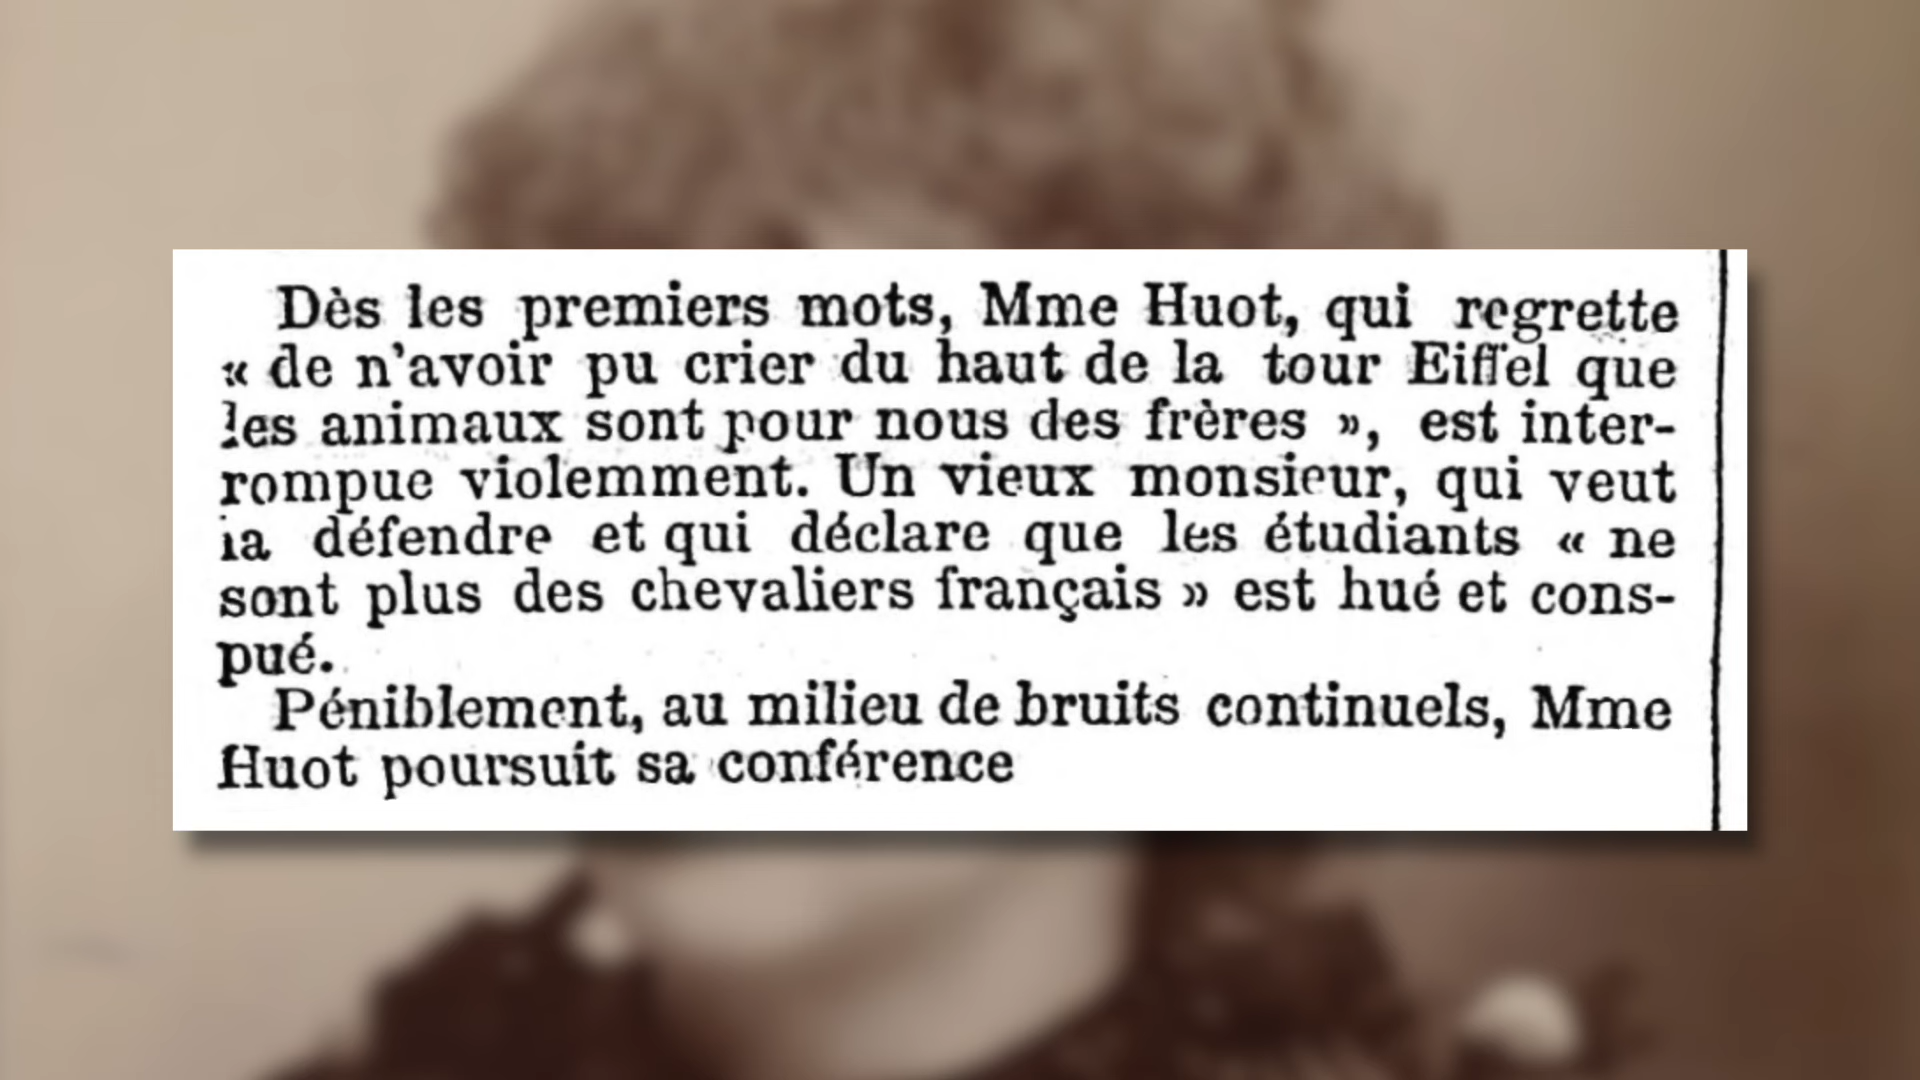 Dès les premiers mots, Mme Huot, qui regrette
« de n'avoir pu crier du haut de la tour Eiffel que
les animaux sont pour nous des frères », est inter-
rompue violemment. Un vieux monsieur, qui veut
la défendre et qui déclare que les étudiants « ne
sont plus des chevaliers français » est hué et cons-
pué.
Péniblement, au milieu de bruits continuels, Mme
Huot poursuit sa conférence